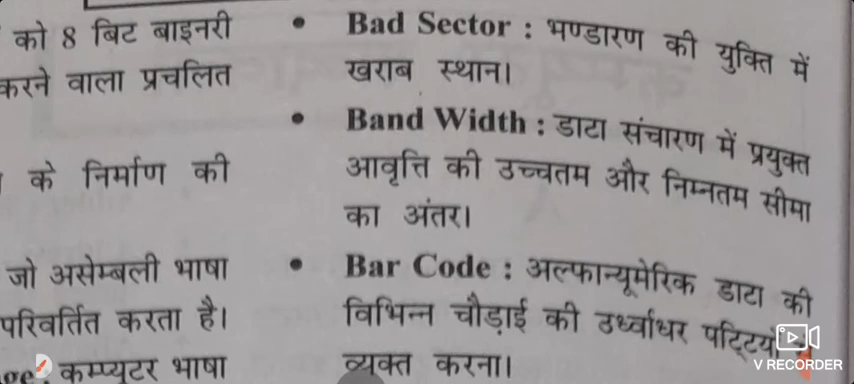 को 8 बिट बाइनरी
करने वाला प्रचलित
के निर्माण की
जो असेम्बली भाषा
परिवर्तित करता है।
कम्प्यूटर भाषा
• Bad Sector : भण्डारण की युक्ति में
खराब स्थान।
• Band Width : डाटा संचारण में प्रयुक्त
आवृत्ति की उच्चतम और निम्नतम सीमा
का अंतर।
• Bar Code : अल्फान्यूमेरिक डाटा की
विभिन्न चौड़ाई की उर्ध्वाधर पट्टियों
व्यक्त करना।
V RECORDER